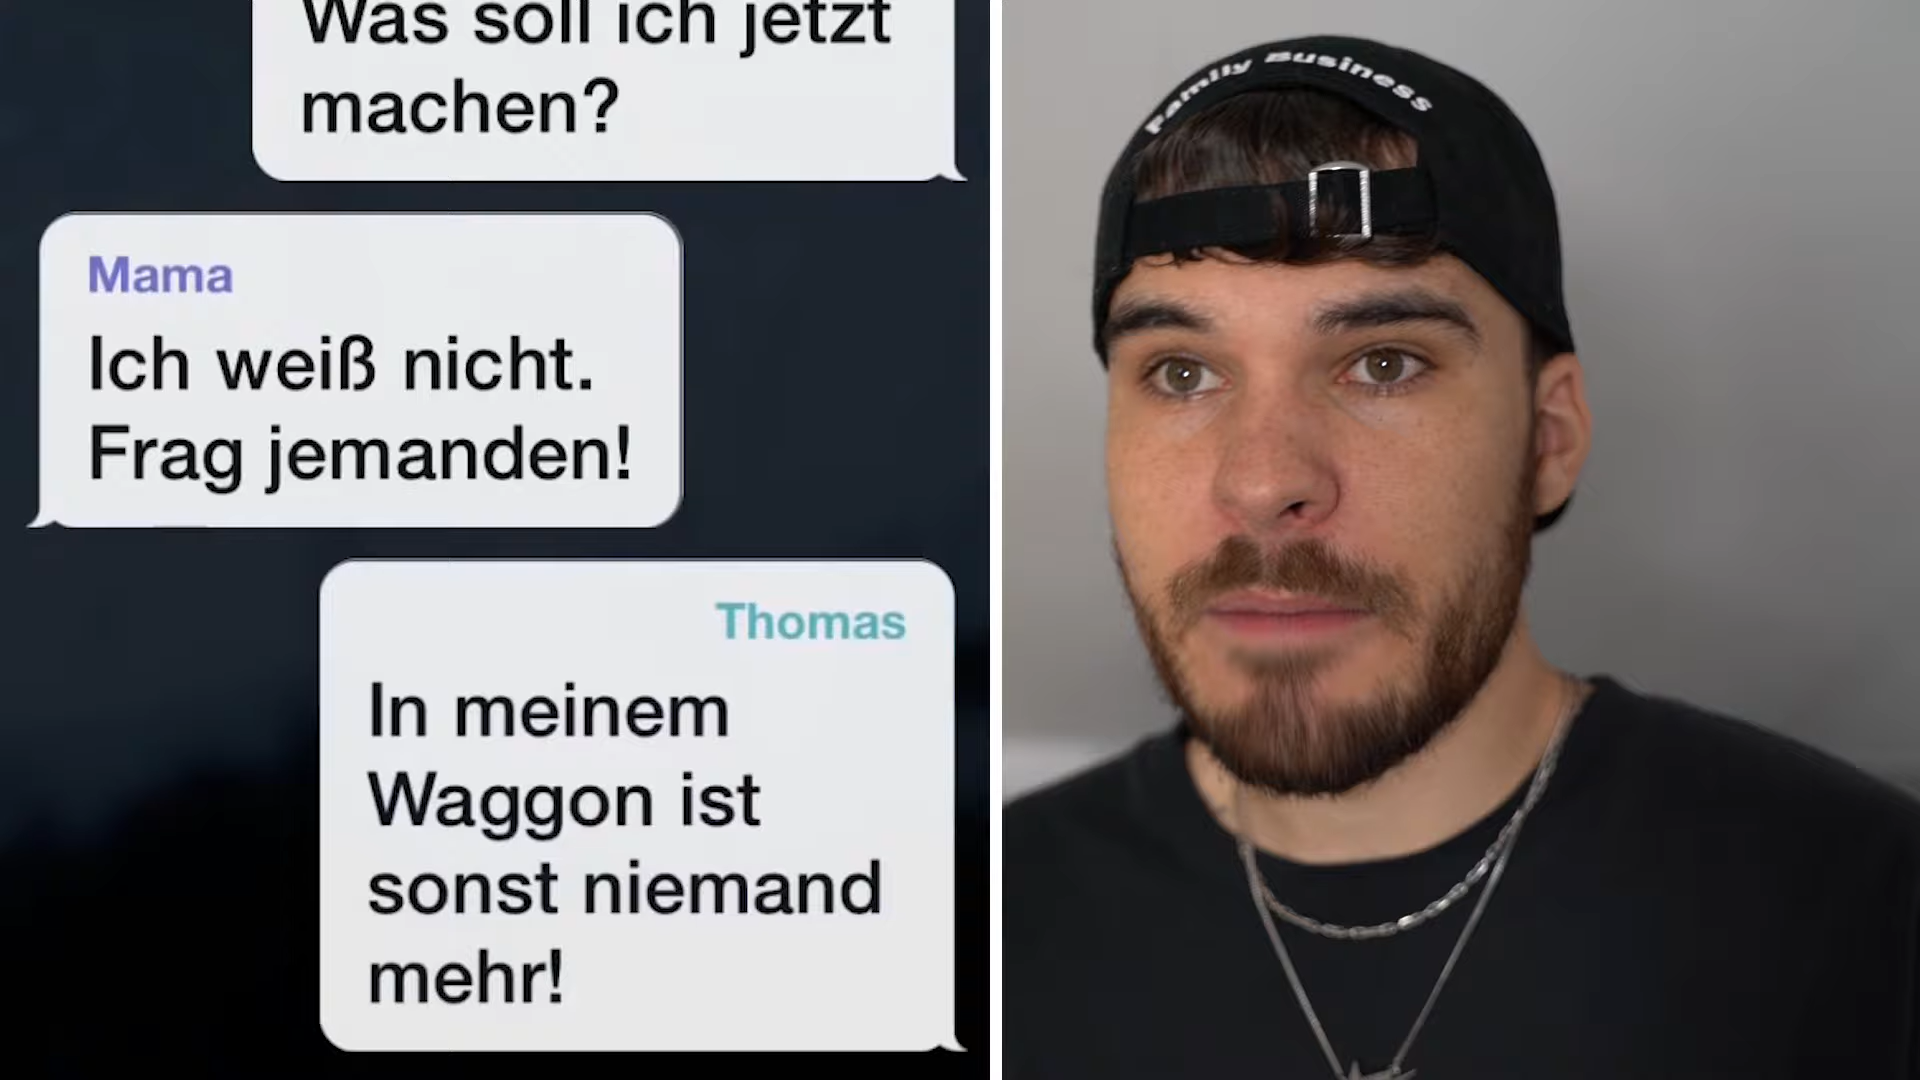 Was soll ich jetzt
machen?
Mama
Ich weiß nicht.
Frag jemanden!
Thomas
In meinem
Waggon ist
sonst niemand
mehr!
Family Business